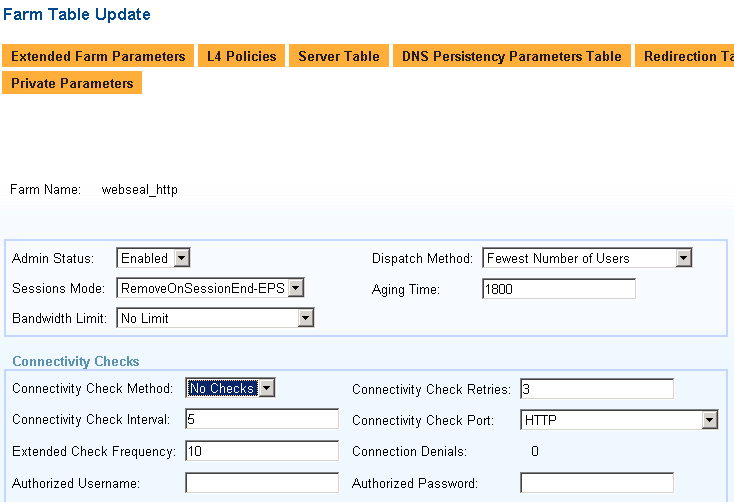 Farm Table Update
Extended Farm Parameters L4 Policies Server Table DNS Persistency Parameters Table Redirection Ta
Private Parameters
Farm Name: webseal_http
Admin Status: Enabled Dispatch Method: Fewest Number of Users
Sessions Mode: RemoveOnSessionEnd-EPS Aging Time: 1800
Bandwidth Limit: No Limit
Connectivity Checks
Connectivity Check Method: No Checks Connectivity Check Retries: 3
Connectivity Check Interval: 5 Connectivity Check Port: HTTP
Extended Check Frequency: 10 Connection Denials: 0
Authorized Username: Authorized Password: